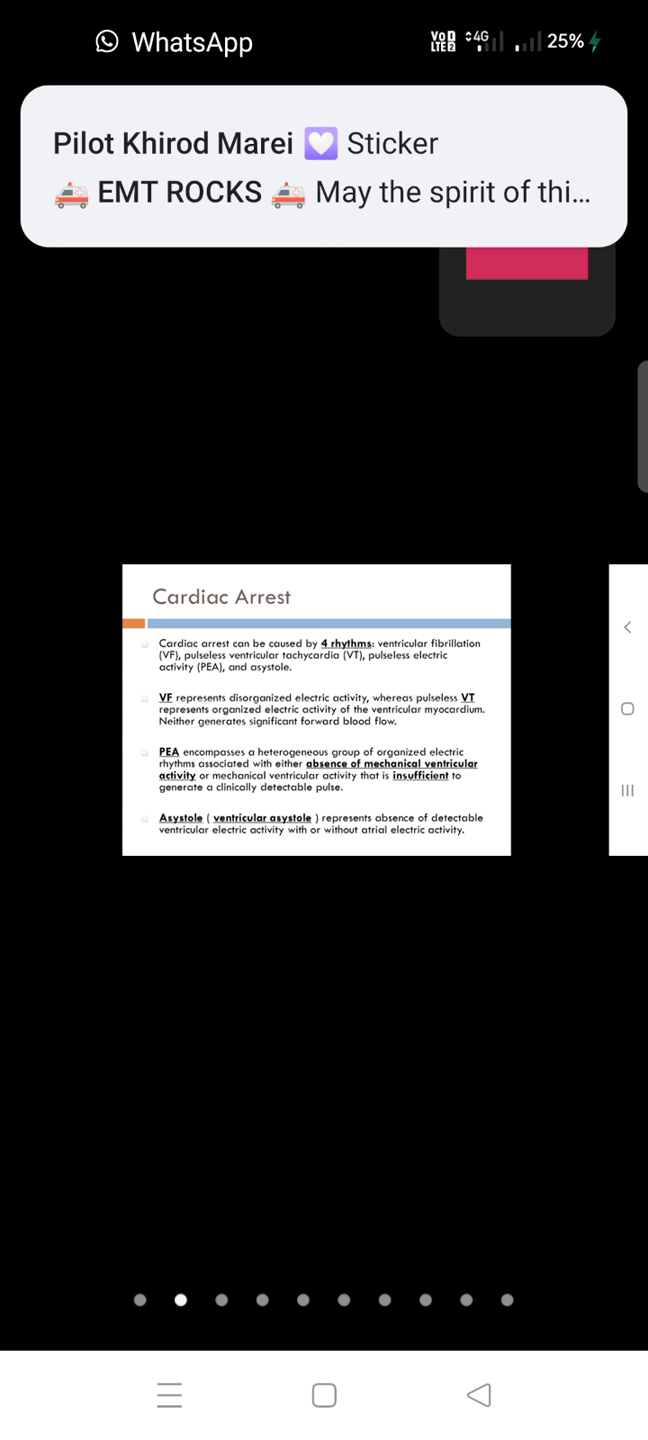 WhatsApp
Vo LTE2 4G 25%
Pilot Khirod Marei 💟 Sticker
🚑 EMT ROCKS 🚑 May the spirit of thi...
Cardiac Arrest
Cardiac arrest can be caused by 4 rhythms: ventricular fibrillation
(VF), pulseless ventricular tachycardia (VT), pulseless electric
activity (PEA), and asystole.
VF represents disorganized electric activity, whereas pulseless VT
represents organized electric activity of the ventricular myocardium.
Neither generates significant forward blood flow.
PEA encompasses a heterogeneous group of organized electric
rhythms associated with either absence of mechanical ventricular
activity or mechanical ventricular activity that is insufficient to
generate a clinically detectable pulse.
Asystole ( ventricular asystole ) represents absence of detectable
ventricular electric activity with or without atrial electric activity.